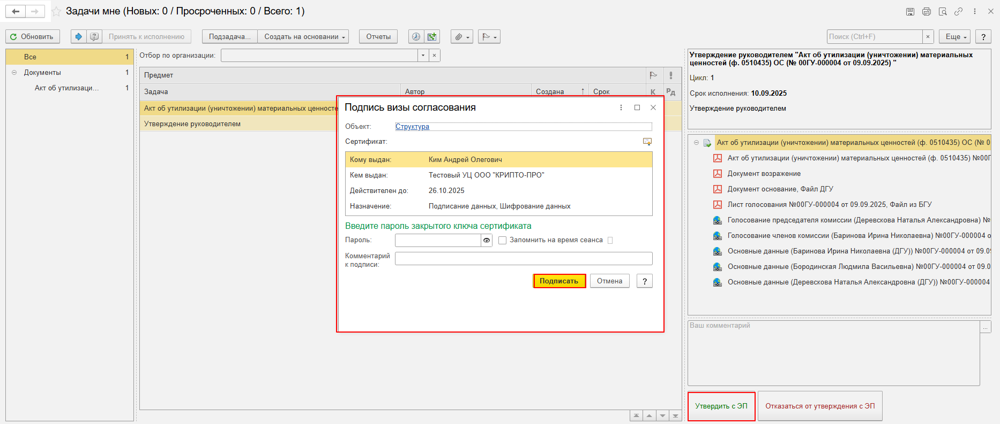 Задачи мне (Новых: 0 / Просроченных: 0 / Всего: 1)
Обновить
Принять к исполнению
Подзадача...
Создать на основании
Отчеты
Поиск (Ctrl+F)
×
Еще
?
Все 1
Документы 1
Акт об утилизаци... 1
Отбор по организации:
×
Предмет
Задача Автор Создана ↑ Срок К РД
Акт об утилизации (уничтожении) материальных ценносте
Утверждение руководителем
Подпись визы согласования
Объект: Структура
Сертификат:
Кому выдан: Ким Андрей Олегович
Кем выдан: Тестовый УЦ ООО "КРИПТО-ПРО"
Действителен до: 26.10.2025
Назначение: Подписание данных, Шифрование данных
Введите пароль закрытого ключа сертификата
Пароль:
Запомнить на время сеанса
Комментарий
к подписи:
Подписать
Отмена
?
Утверждение руководителем "Акт об утилизации (уничтожении) материальных
ценностей (ф. 0510435) ОС (№ 00ГУ-000004 от 09.09.2025) "
Цикл: 1
Срок исполнения: 10.09.2025
Утверждение руководителем
Акт об утилизации (уничтожении) материальных ценностей (ф. 0510435) ОС (№ 0
Акт об утилизации (уничтожении) материальных ценностей (ф. 0510435) №00Г
Документ возражение
Документ основание, Файл ДГУ
Лист голосования №00ГУ-000004 от 09.09.2025, Файл из БГУ
Голосование председателя комиссии (Деревскова Наталья Александровна) №0
Голосование членов комиссии (Баринова Ирина Николаевна) №00ГУ-000004 о
Основные данные (Баринова Ирина Николаевна (ДГУ)) №00ГУ-000004 от 09.09
Основные данные (Бородинская Людмила Васильевна) №00ГУ-000004 от 09.0
Основные данные (Деревскова Наталья Александровна (ДГУ)) №00ГУ-000004
Ваш комментарий
...
Утвердить с ЭП
Отказаться от утверждения с ЭП